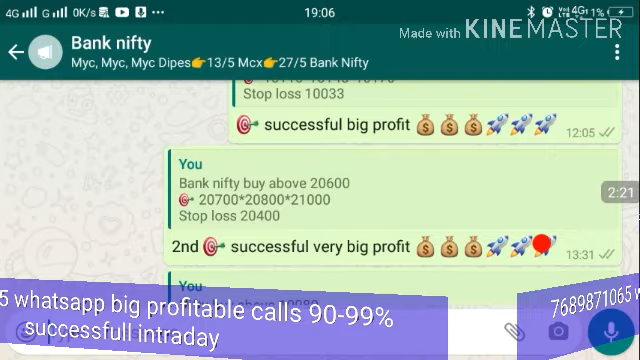 4G G 0K/s 19:06 4G 1%
Made with KINEMASTER
Bank nifty
Myc, Myc, Myc Dipes👉13/5 Mcx👉27/5 Bank Nifty
Stop loss 10033
🎯 successful big profit 💰💰💰🚀🚀🚀
12:05
You
Bank nifty buy above 20600
🎯 20700*20800*21000
Stop loss 20400
2:21
2nd 🎯 successful very big profit 💰💰💰🚀🚀🚀
13:31
You
5 whatsapp big profitable calls 90-99%
successfull intraday
7689871065 w